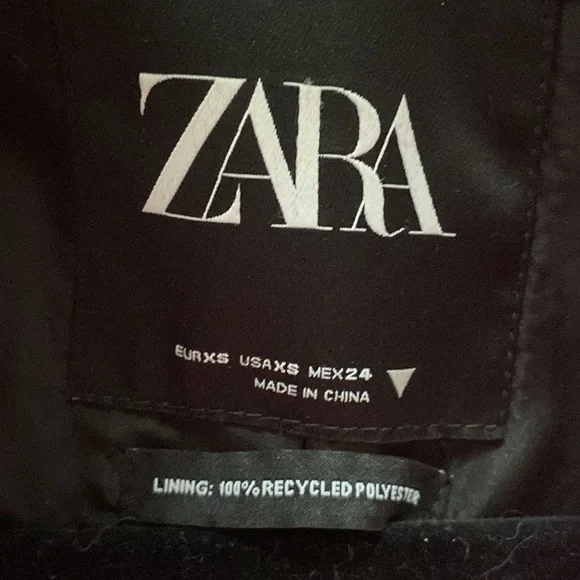 ZARA
EURXS USAXS MEX24
MADE IN CHINA
LINING: 100% RECYCLED POLYESTER